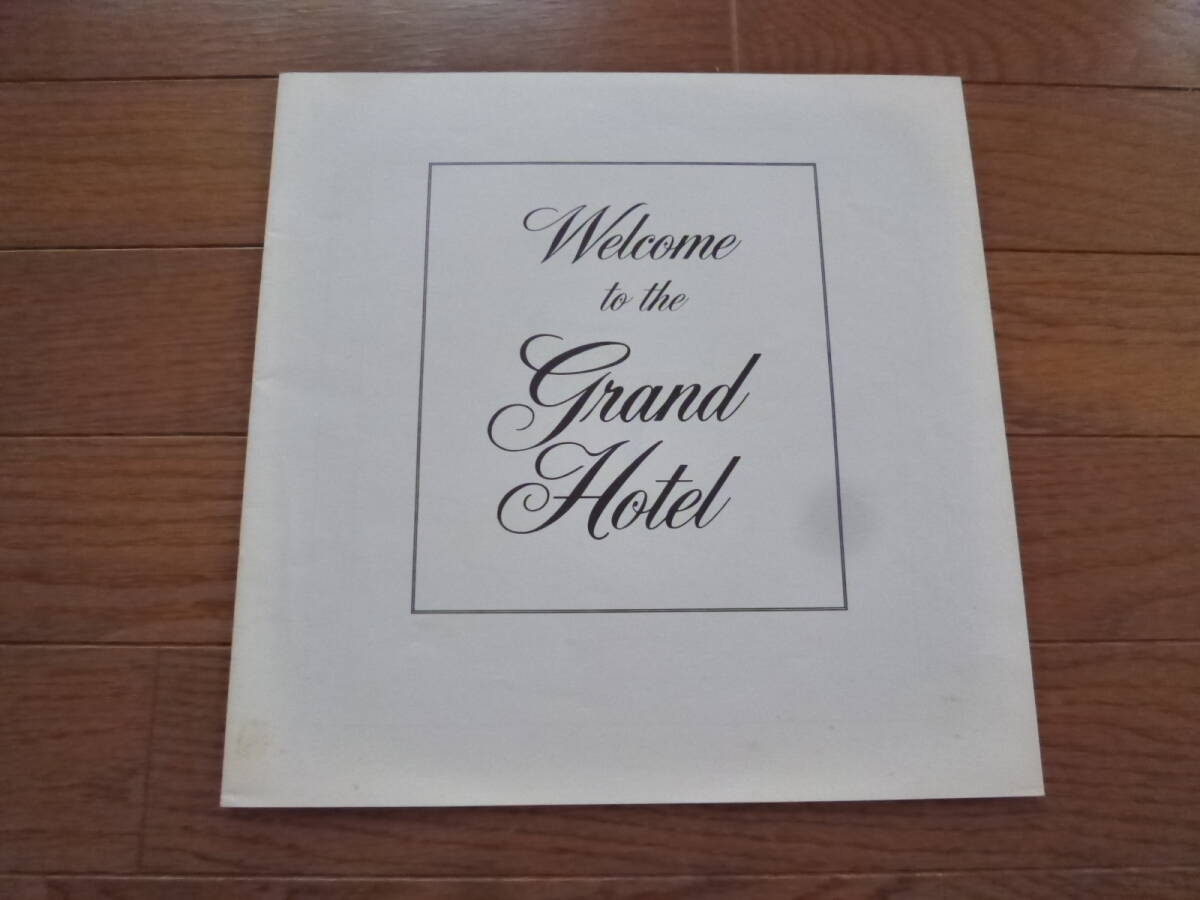 Welcome
to the
Grand
Hotel